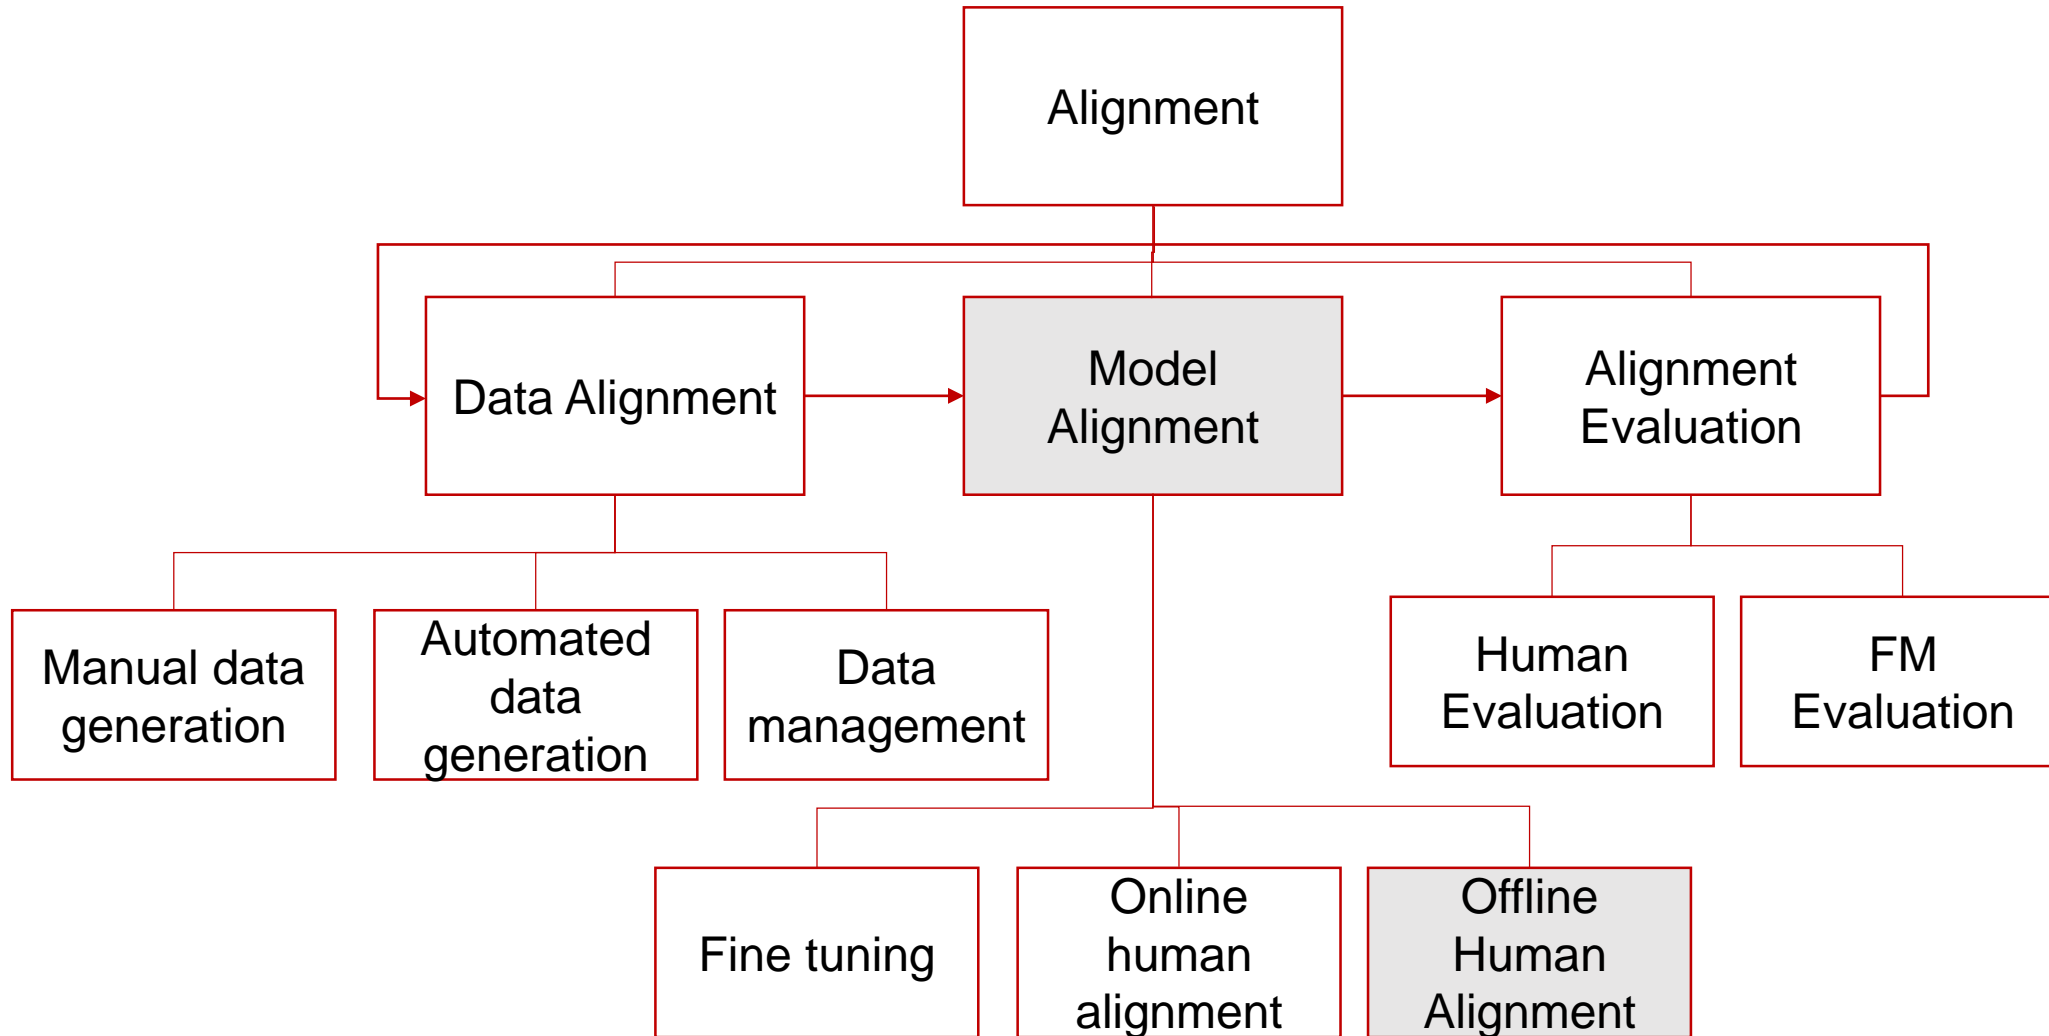 Alignment
Data Alignment
Model
Alignment
Alignment
Evaluation
Manual data
generation
Automated
data
generation
Data
management
Human
Evaluation
FM
Evaluation
Fine tuning
Online
human
alignment
Offline
Human
Alignment